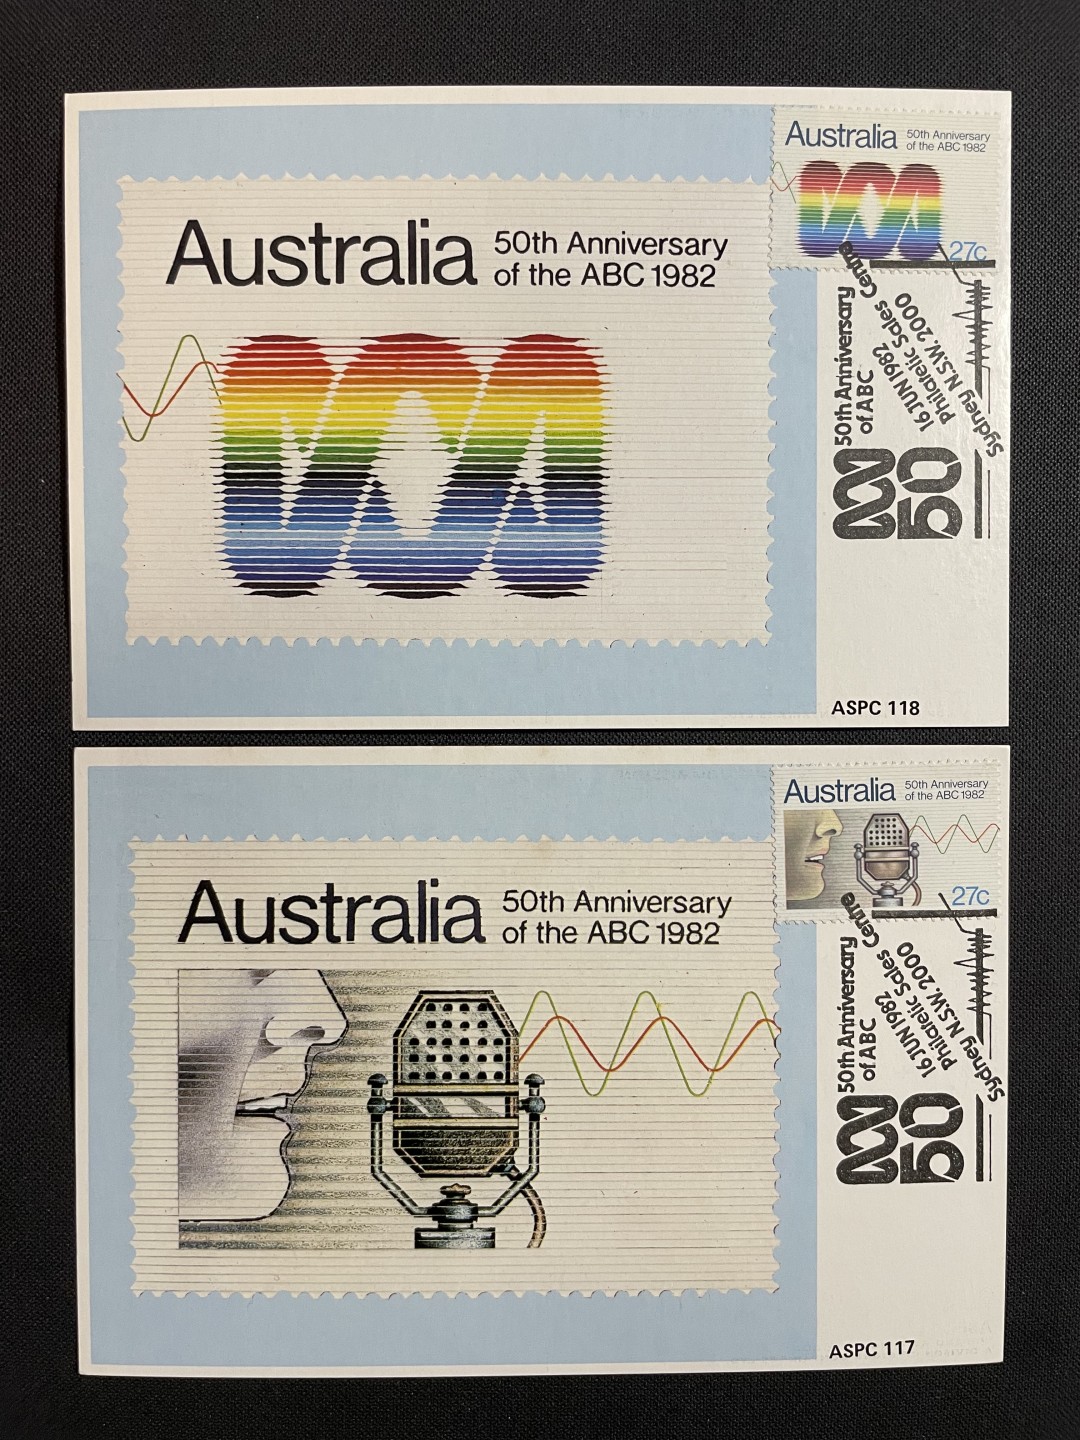 Australia
50th Anniversary
of the ABC 1982
Australia
50th Anniversary
of the ABC 1982
27c
50th Anniversary
of ABC
16 JUN 1982
Philatelic Sales Centre
Sydney N.S.W. 2000
50
ASPC 118
Australia
50th Anniversary
of the ABC 1982
Australia
50th Anniversary
of the ABC 1982
27c
50th Anniversary
of ABC
16 JUN 1982
Philatelic Sales Centre
Sydney N.S.W. 2000
50
ASPC 117